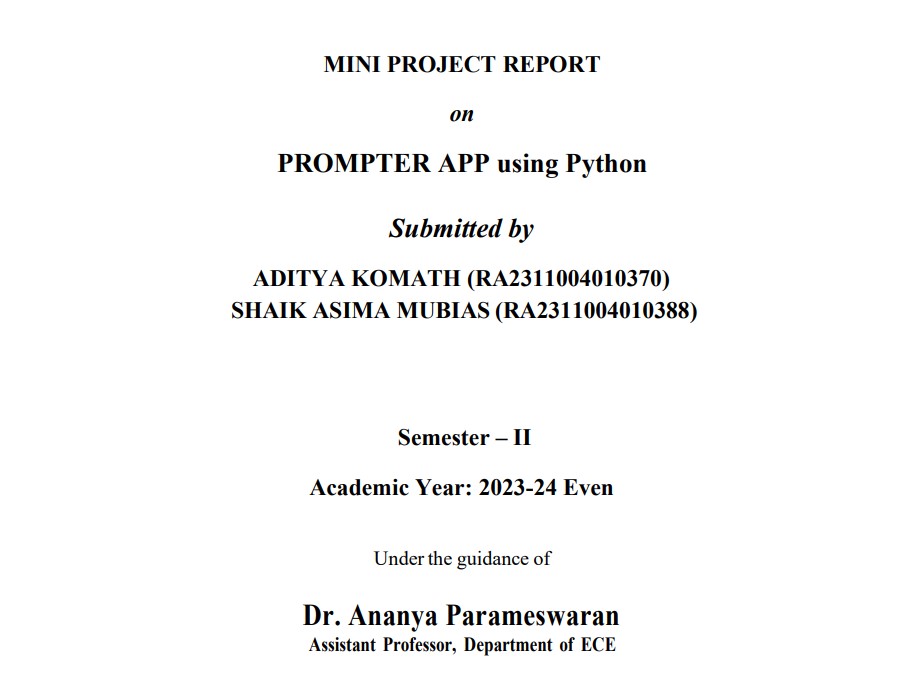 MINI PROJECT REPORT
on
PROMPTER APP using Python
Submitted by
ADITYA KOMATH (RA2311004010370)
SHAIK ASIMA MUBIAS (RA2311004010388)
Semester – II
Academic Year: 2023-24 Even
Under the guidance of
Dr. Ananya Parameswaran
Assistant Professor, Department of ECE